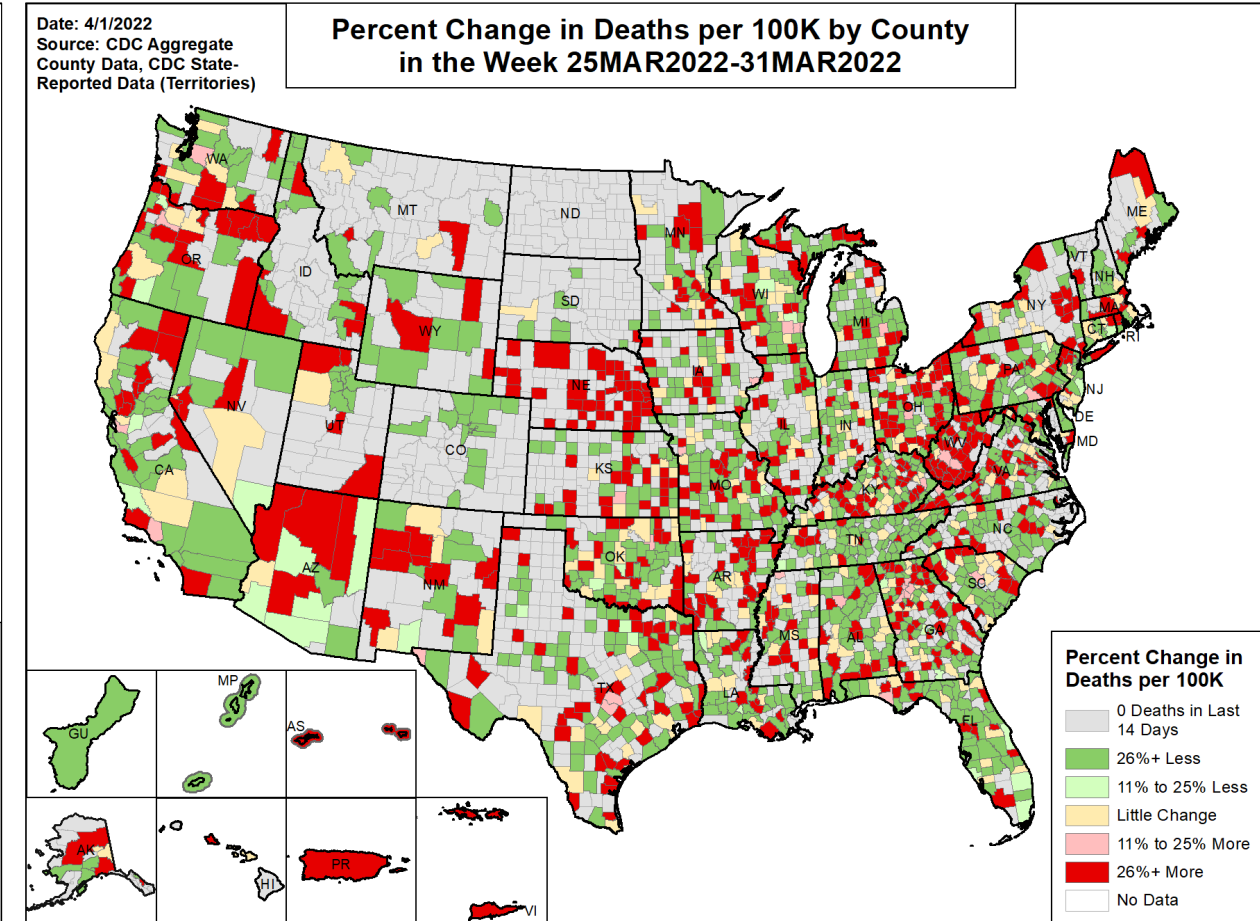 Date: 4/1/2022
Source: CDC Aggregate
County Data, CDC State-
Reported Data (Territories)
Percent Change in Deaths per 100K by County
in the Week 25MAR2022-31MAR2022
WA
MT
ND
MN
ME
VT
NH
OR
ID
SD
WI
MI
NY
MA
CT
RI
WY
NE
IA
PA
NJ
NV
UT
CO
IL
IN
OH
DE
MD
WV
VA
CA
KS
MO
KY
AZ
NM
OK
AR
TN
NC
SC
MS
AL
GA
TX
LA
FL
GU
MP
AS
AK
HI
PR
VI
Percent Change in
Deaths per 100K
0 Deaths in Last
14 Days
26%+ Less
11% to 25% Less
Little Change
11% to 25% More
26%+ More
No Data